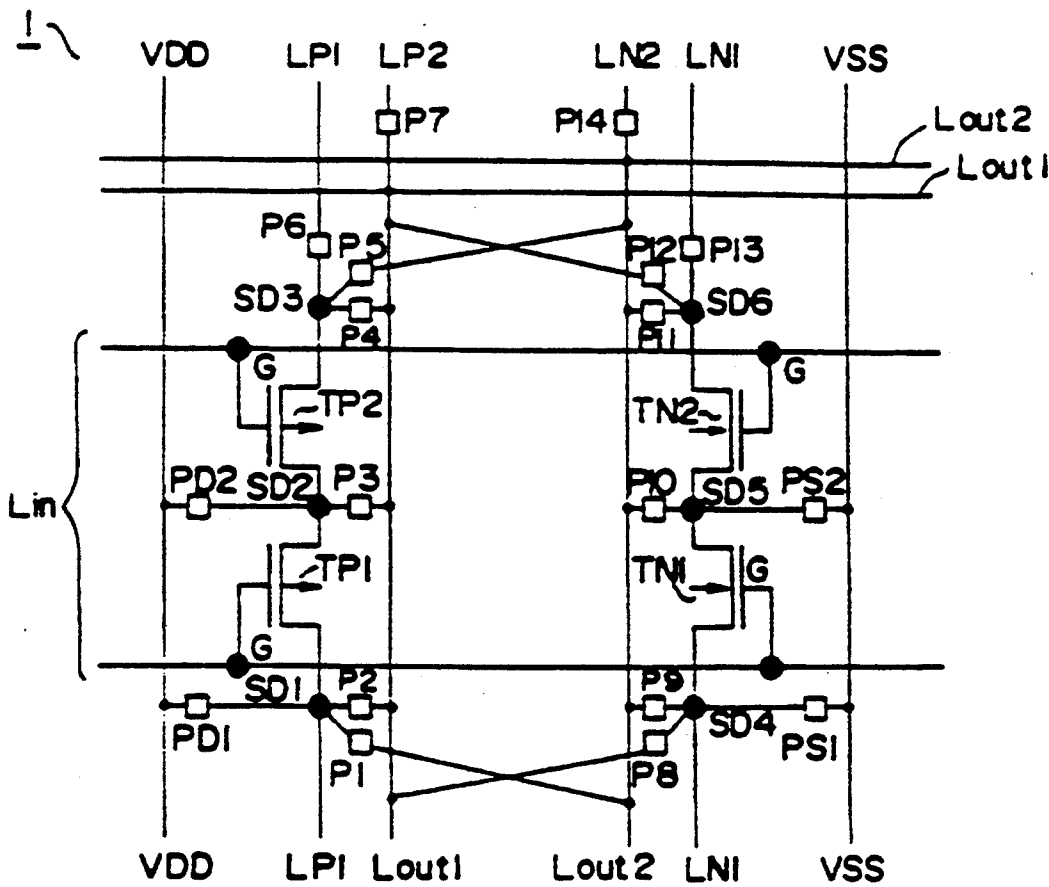 1
VDD LP1 LP2 LN2 LN1 VSS
P7 P14 Lout2
Lout1
P6 P5 P12 P13
SD3 SD6
P4 P11
G G
TP2 TN2
PD2 SD2 P3 P10 SD5 PS2
Lin
TP1 TN1 G
G
SD1 P2 P9 SD4
PD1 P1 P8 PS1
VDD LP1 Lout1 Lout2 LN1 VSS